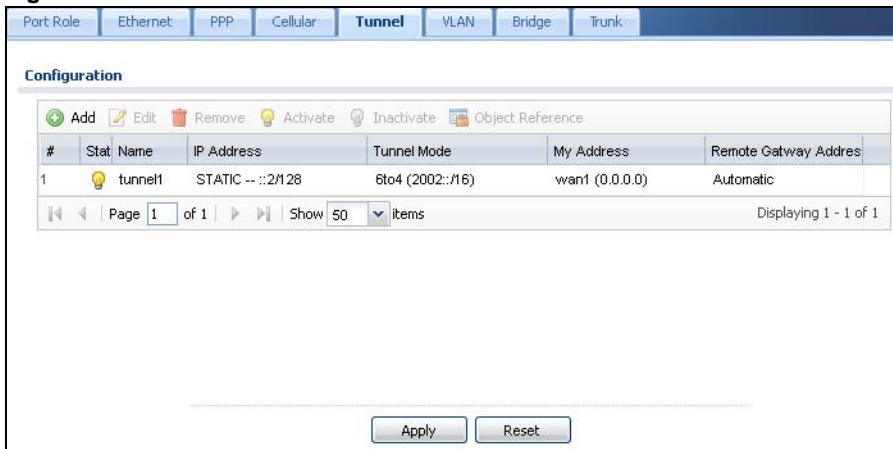 Port Role Ethernet PPP Cellular Tunnel VLAN Bridge Trunk
Configuration
Add Edit Remove Activate Inactivate Object Reference
# Stat Name IP Address Tunnel Mode My Address Remote Gatway Addres
1 tunnel1 STATIC -- ::2/128 6to4 (2002::/16) wan1 (0.0.0.0) Automatic
Page 1 of 1 Show 50 items Displaying 1 - 1 of 1
Apply Reset